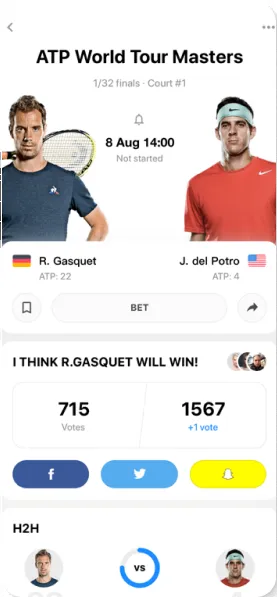 ATP World Tour Masters
1/32 finals · Court #1
8 Aug 14:00
Not started
R. Gasquet
ATP: 22
J. del Potro
ATP: 4
BET
I THINK R.GASQUET WILL WIN!
715
Votes
1567
+1 vote
H2H
vs